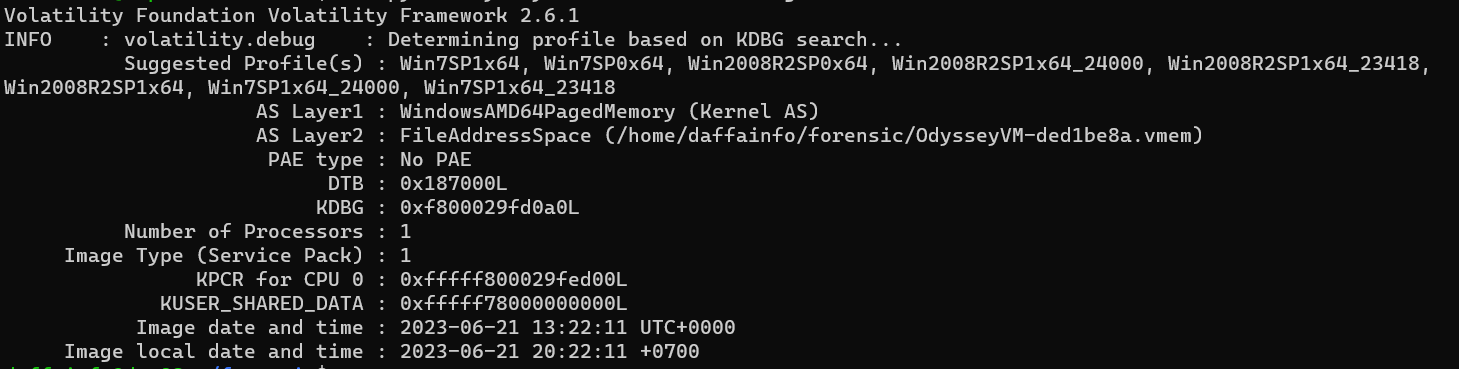 Volatility Foundation Volatility Framework 2.6.1
INFO    : volatility.debug    : Determining profile based on KDBG search...
          Suggested Profile(s) : Win7SP1x64, Win7SP0x64, Win2008R2SP0x64, Win2008R2SP1x64_24000, Win2008R2SP1x64_23418,
Win2008R2SP1x64, Win7SP1x64_24000, Win7SP1x64_23418
                     AS Layer1 : WindowsAMD64PagedMemory (Kernel AS)
                     AS Layer2 : FileAddressSpace (/home/daffainfo/forensic/OdysseyVM-ded1be8a.vmem)
                      PAE type : No PAE
                           DTB : 0x187000L
                          KDBG : 0xf800029fd0a0L
          Number of Processors : 1
     Image Type (Service Pack) : 1
                KPCR for CPU 0 : 0xfffff800029fed00L
             KUSER_SHARED_DATA : 0xfffff78000000000L
           Image date and time : 2023-06-21 13:22:11 UTC+0000
     Image local date and time : 2023-06-21 20:22:11 +0700